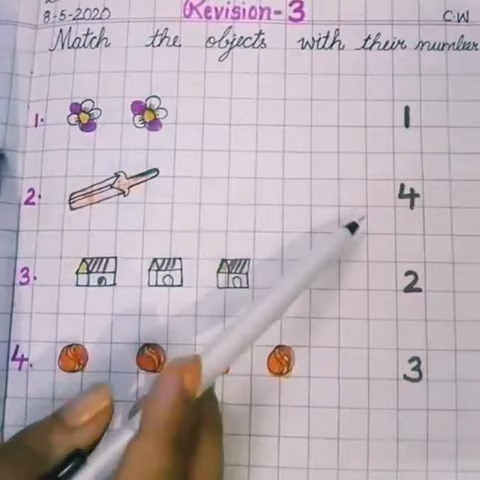 8-5-2020 Revision-3 C.W
Match the objects with their number
1. 1
2. 4
3. 2
4. 3